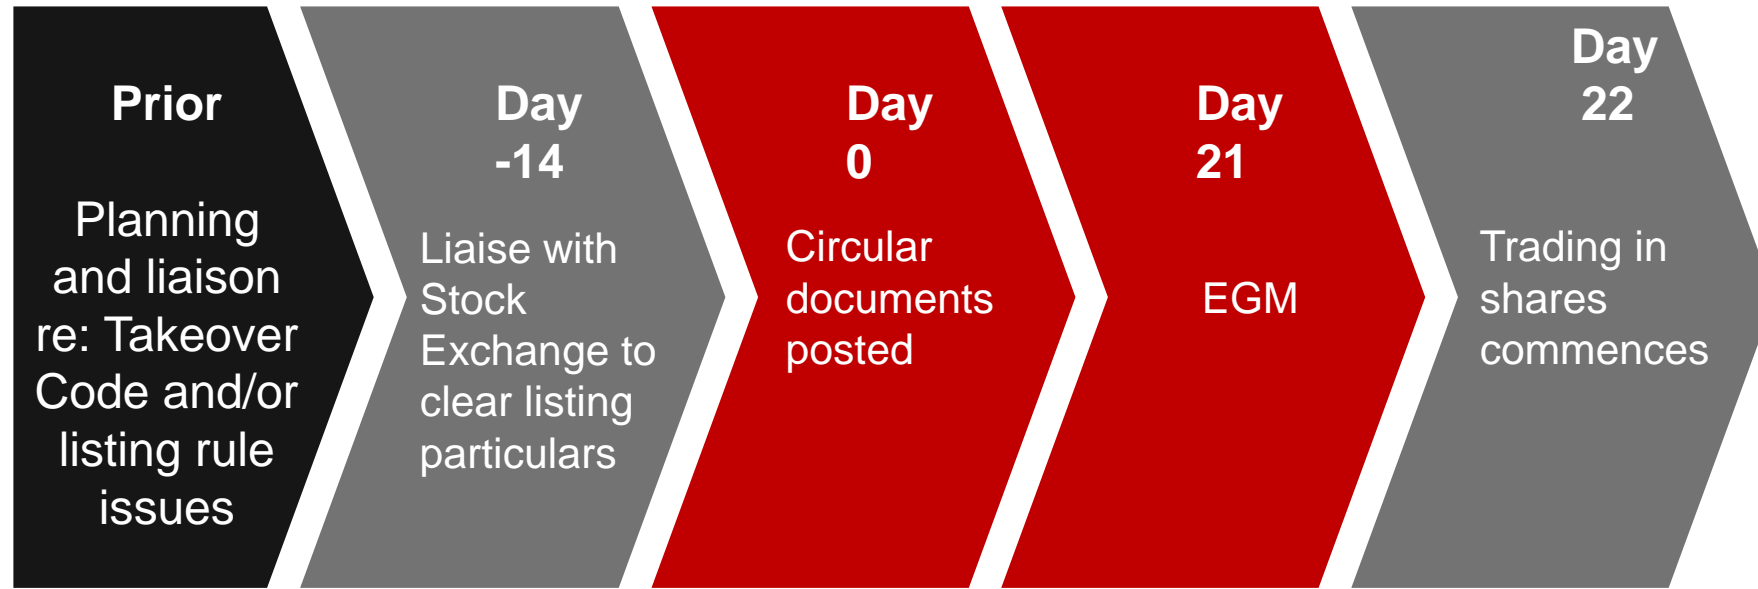 Prior
Planning
and liaison
re: Takeover
Code and/or
listing rule
issues
Day
-14
Liaise with
Stock
Exchange to
clear listing
particulars
Day
0
Circular
documents
posted
Day
21
EGM
Day
22
Trading in
shares
commences